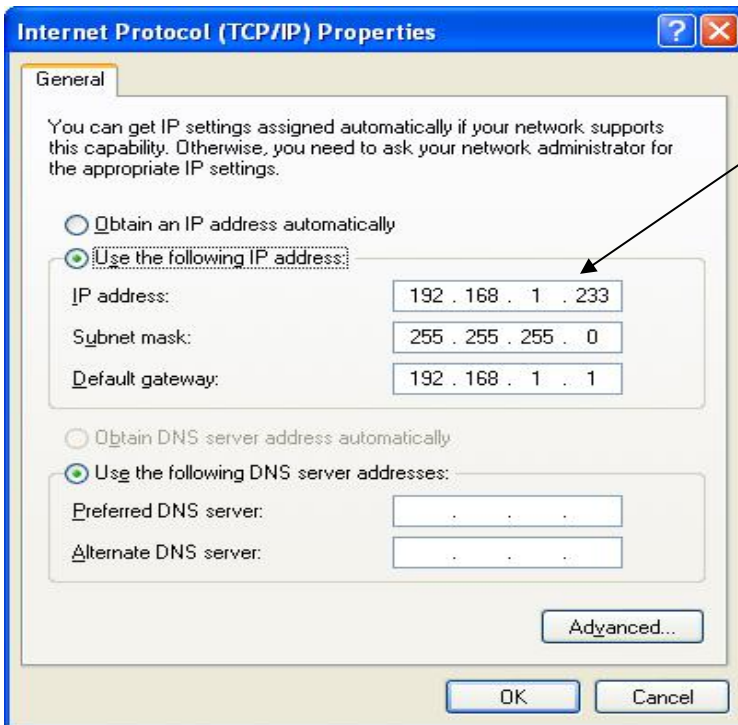 Internet Protocol (TCP/IP) Properties
General
You can get IP settings assigned automatically if your network supports
this capability. Otherwise, you need to ask your network administrator for
the appropriate IP settings.
Obtain an IP address automatically
Use the following IP address:
IP address: 192 . 168 . 1 . 233
Subnet mask: 255 . 255 . 255 . 0
Default gateway: 192 . 168 . 1 . 1
Obtain DNS server address automatically
Use the following DNS server addresses:
Preferred DNS server: . . .
Alternate DNS server: . . .
Advanced...
OK Cancel